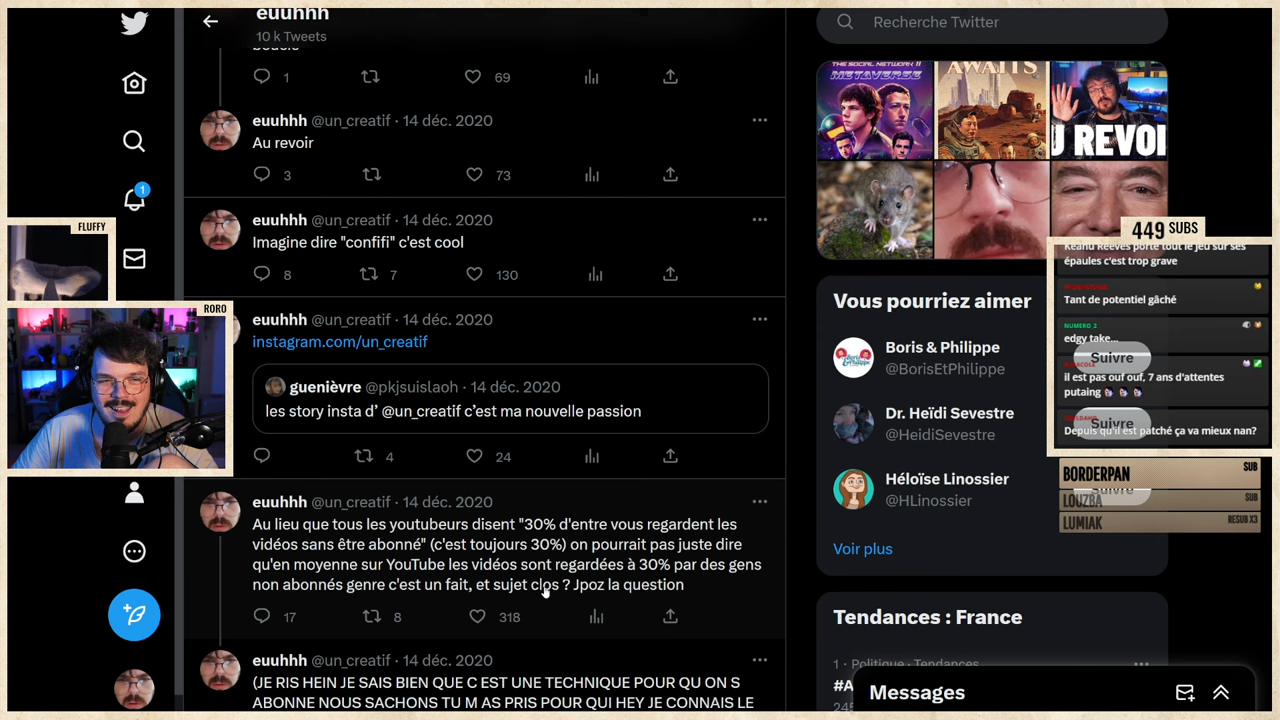 euuhhh
10 k Tweets
Recherche Twitter
1
69
euuhhh @un_creatif · 14 déc. 2020
Au revoir
3
73
euuhhh @un_creatif · 14 déc. 2020
Imagine dire "confifi" c'est cool
8
7
130
euuhhh @un_creatif · 14 déc. 2020
instagram.com/un_creatif
guenièvre @pkjsuislaoh · 14 déc. 2020
les story insta d’ @un_creatif c’est ma nouvelle passion
4
24
euuhhh @un_creatif · 14 déc. 2020
Au lieu que tous les youtubeurs disent "30% d'entre vous regardent les
vidéos sans être abonné" (c'est toujours 30%) on pourrait pas juste dire
qu'en moyenne sur YouTube les vidéos sont regardées à 30% par des gens
non abonnés genre c'est un fait, et sujet clos ? Jpoz la question
17
8
318
euuhhh @un_creatif · 14 déc. 2020
(JE RIS HEIN JE SAIS BIEN QUE C EST UNE TECHNIQUE POUR QU ON S
ABONNE NOUS SACHONS TU M AS PRIS POUR QUI HEY JE CONNAIS LE
1
FLUFFY
RORO
THE SOCIAL NETWORK II
METAVERSE
AWAITS
U REVOI
449 SUBS
Keanu Reeves porte tout le jeu sur ses
épaules c'est trop grave
Tant de potentiel gâché
NUMERO 2
edgy take...
il est pas ouf ouf, 7 ans d'attentes
putaing
Depuis qu'il est patché ça va mieux nan?
BORDERPAN SUB
LOUZBA SUB
LUMIAK RESUB X3
Vous pourriez aimer
Boris & Philippe
@BorisEtPhilippe
Suivre
Dr. Heïdi Sevestre
@HeidiSevestre
Suivre
Héloïse Linossier
@HLinossier
Suivre
Voir plus
Tendances : France
1 · Politique · Tendances
#A
Messages